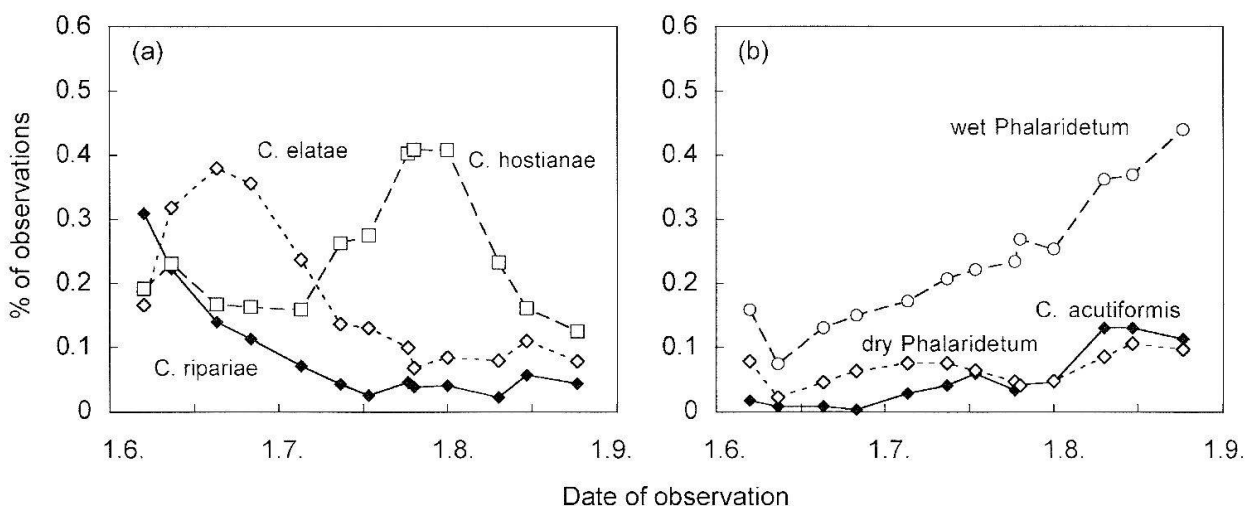 (a)
0.6
0.5
0.4
0.3
0.2
0.1
0
% of observations
C. elatae
C. hostianae
C. ripariae
1.6.
1.7.
1.8.
1.9.
(b)
0.6
0.5
0.4
0.3
0.2
0.1
0
wet Phalaridetum
C. acutiformis
dry Phalaridetum
1.6.
1.7.
1.8.
1.9.
Date of observation